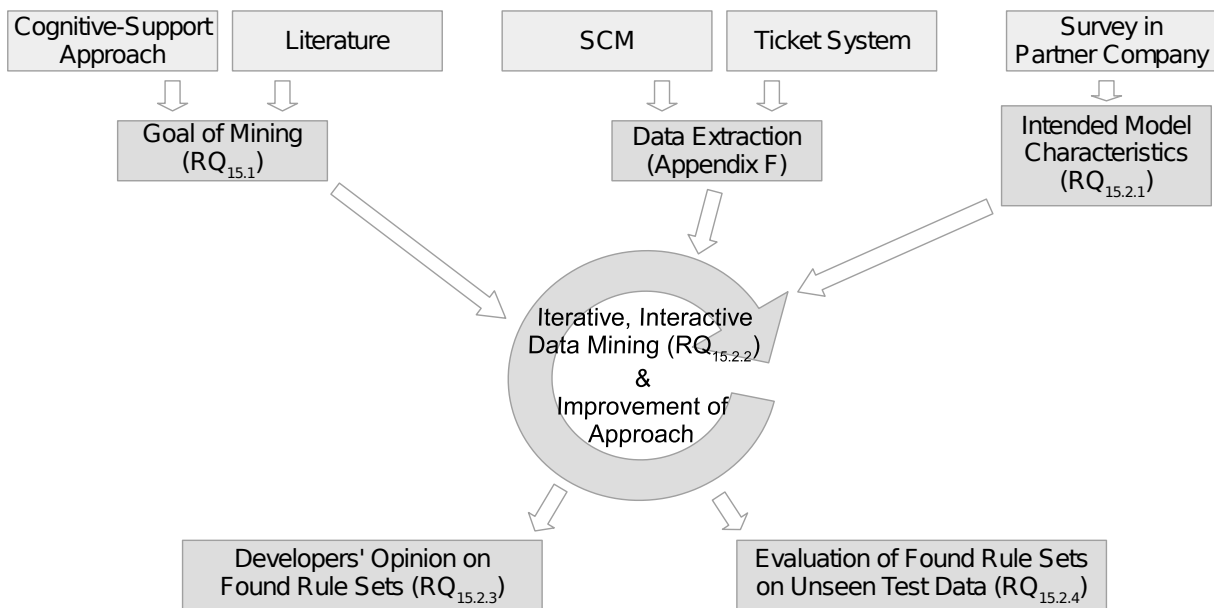 Cognitive-Support
Approach
Literature
SCM
Ticket System
Survey in
Partner Company
Goal of Mining
(RQ15.1)
Data Extraction
(Appendix F)
Intended Model
Characteristics
(RQ15.2.1)
Iterative, Interactive
Data Mining (RQ15.2.2)
&
Improvement of
Approach
Developers' Opinion on
Found Rule Sets (RQ15.2.3)
Evaluation of Found Rule Sets
on Unseen Test Data (RQ15.2.4)